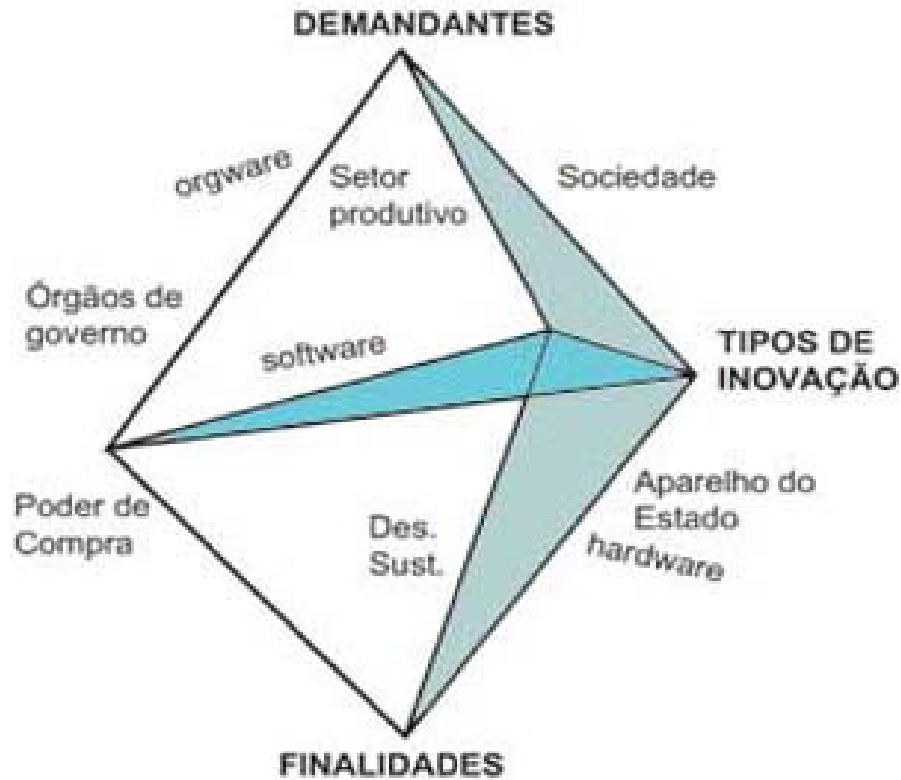 DEMANDANTES
orgware
Setor
produtivo
Sociedade
Órgãos de
governo
software
TIPOS DE
INOVAÇÃO
Poder de
Compra
Des.
Sust.
Aparelho do
Estado
hardware
FINALIDADES